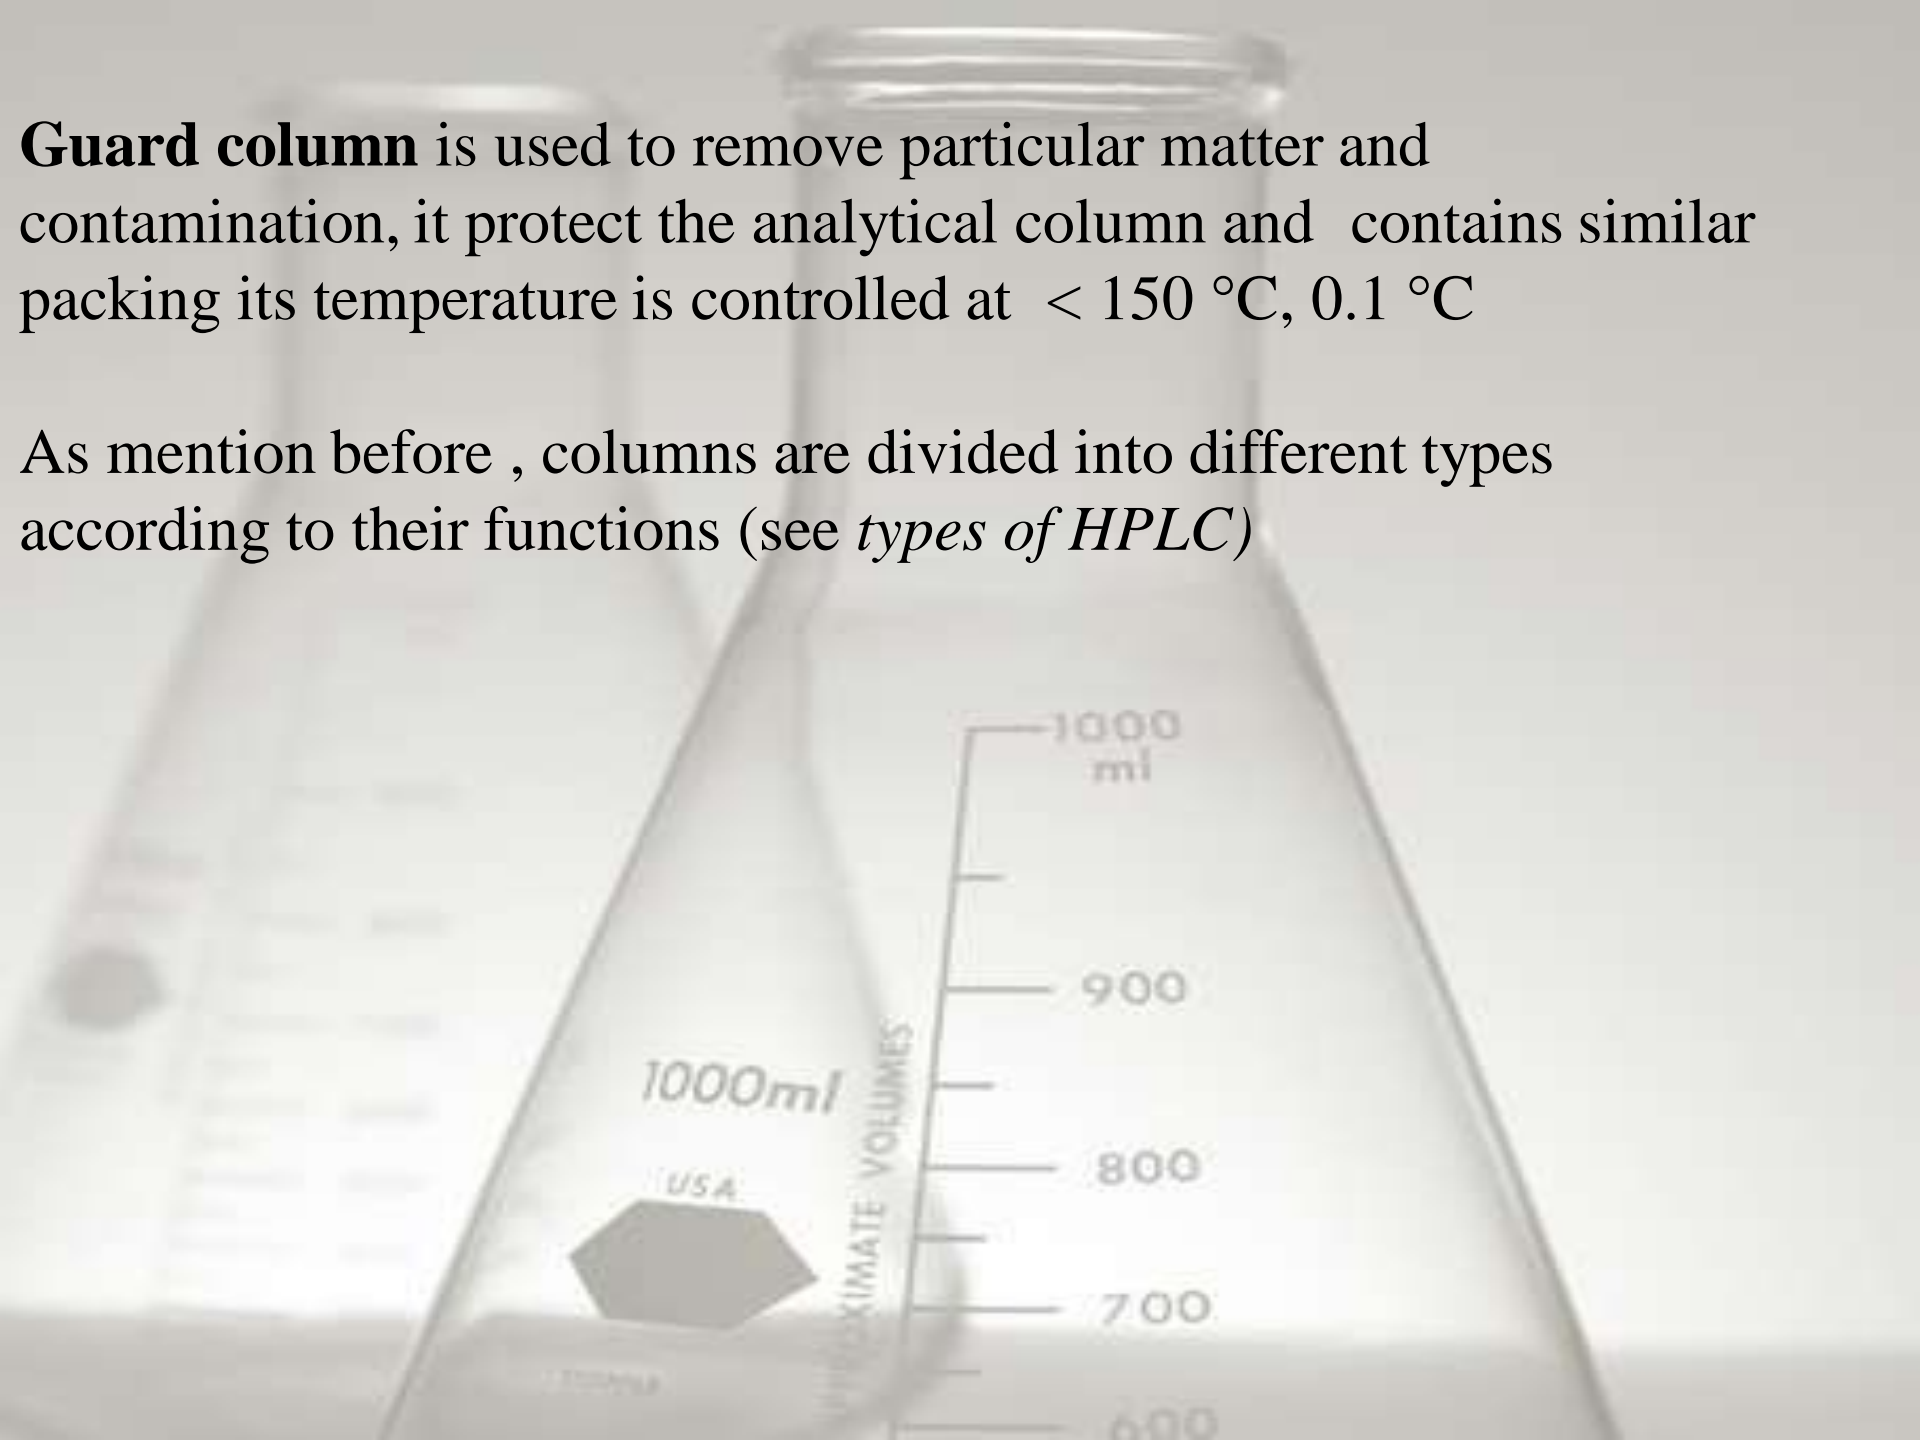 Guard column is used to remove particular matter and
contamination, it protect the analytical column and contains similar
packing its temperature is controlled at < 150 °C, 0.1 °C
As mention before , columns are divided into different types
according to their functions (see types of HPLC)
1000
ml
900
1000ml
VOLUMES
800
USA
700
600